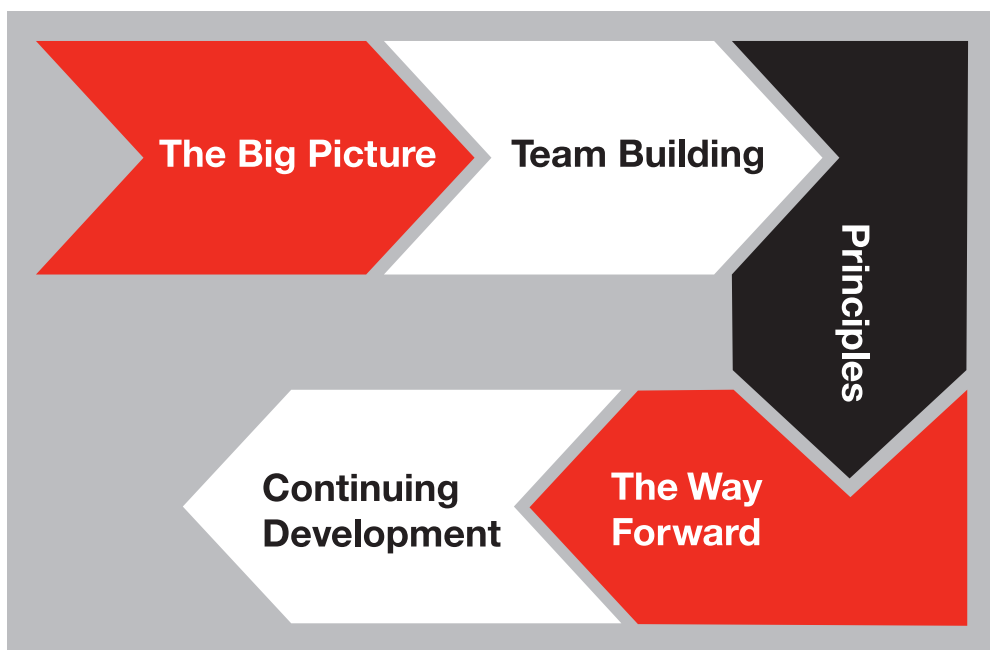 The Big Picture
Team Building
Principles
The Way
Forward
Continuing
Development